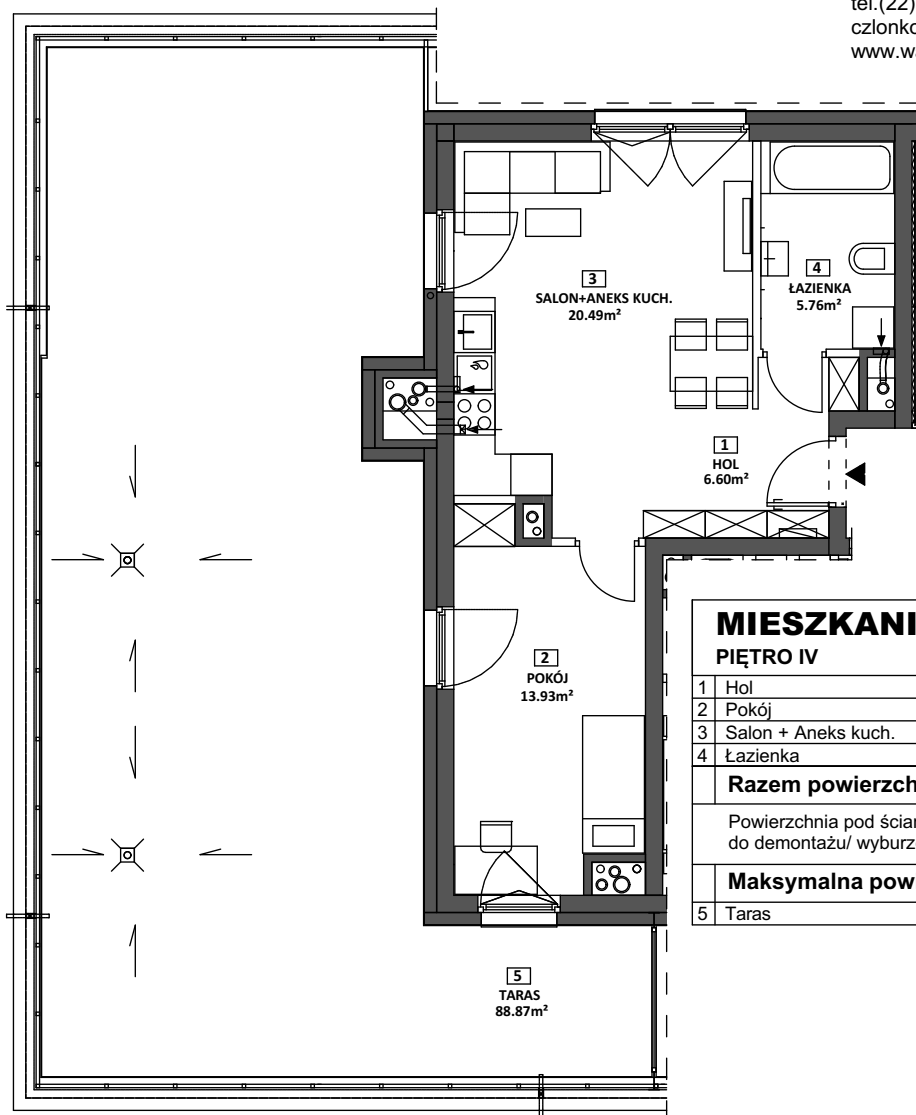 tel.(22)
www.wa
3
SALON+ANEKS KUCH.
20.49m²
4
ŁAZIENKA
5.76m²
1
HOL
6.60m²
2
POKÓJ
13.93m²
5
TARAS
88.87m²
MIESZKANI
PIĘTRO IV
1 Hol
2 Pokój
3 Salon + Aneks kuch.
4 Łazienka
Razem powierzch
Powierzchnia pod ścian
do demontażu/ wyburz
Maksymalna pow
5 Taras